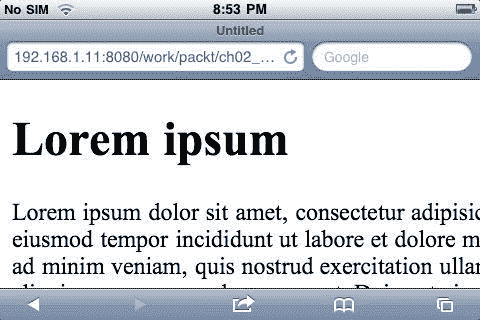 No SIM 8:53 PM
Untitled
192.168.1.11:8080/work/packt/ch02_... Google
Lorem ipsum
Lorem ipsum dolor sit amet, consectetur adipisic
eiusmod tempor incididunt ut labore et dolore m
ad minim veniam, quis nostrud exercitation ullan